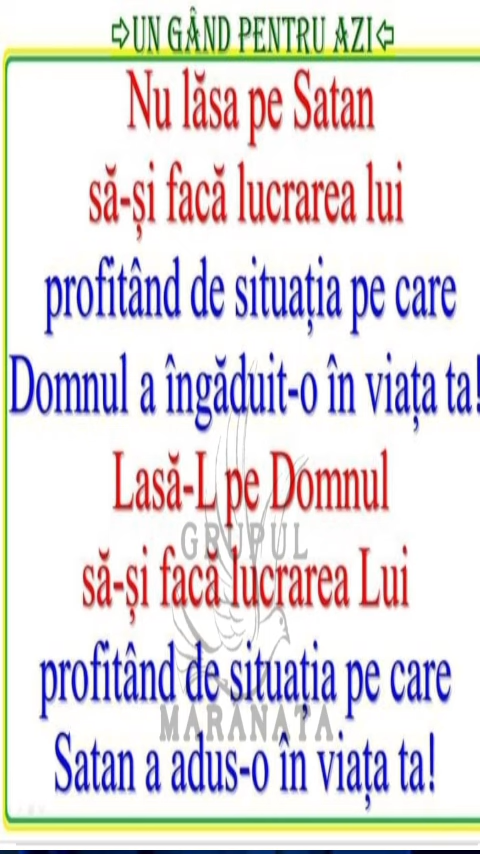 ⇨UN GÂND PENTRU AZI⇦
Nu lăsa pe Satan
să-și facă lucrarea lui
profitând de situația pe care
Domnul a îngăduit-o în viața ta!
Lasă-L pe Domnul
să-și facă lucrarea Lui
profitând de situația pe care
Satan a adus-o în viața ta!
GRUPUL
MARANATA